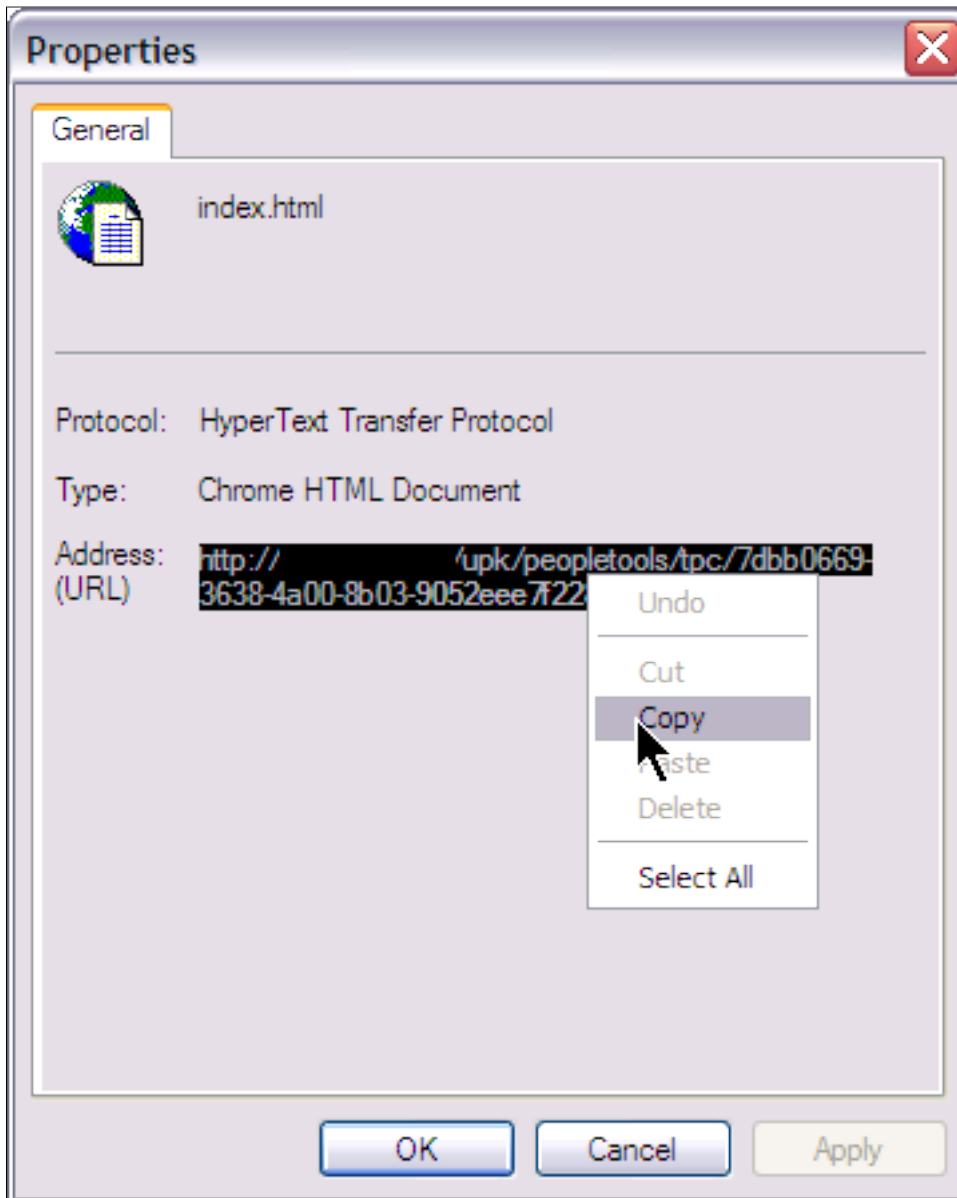 Properties
General
index.html
Protocol: HyperText Transfer Protocol
Type: Chrome HTML Document
Address: http:// /upk/peopletools/tpc/7dbb0669-
(URL) 3638-4a00-8b03-9052eee7f22
Undo
Cut
Copy
Paste
Delete
Select All
OK Cancel Apply